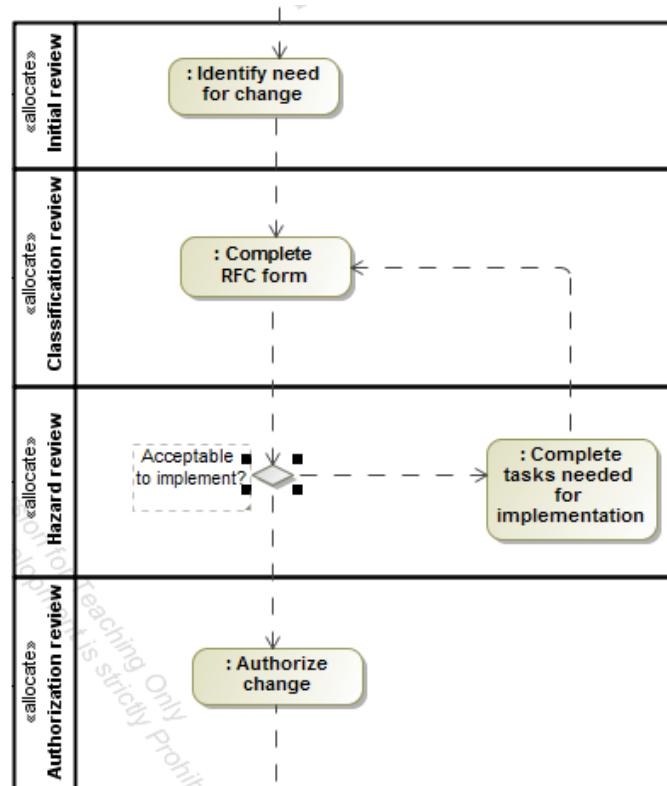 «allocate»
Initial review
: Identify need
for change
«allocate»
Classification review
: Complete
RFC form
«allocate»
Hazard review
Acceptable
to implement?
: Complete
tasks needed
for
implementation
«allocate»
Authorization review
: Authorize
change
for Teaching Only
is strictly